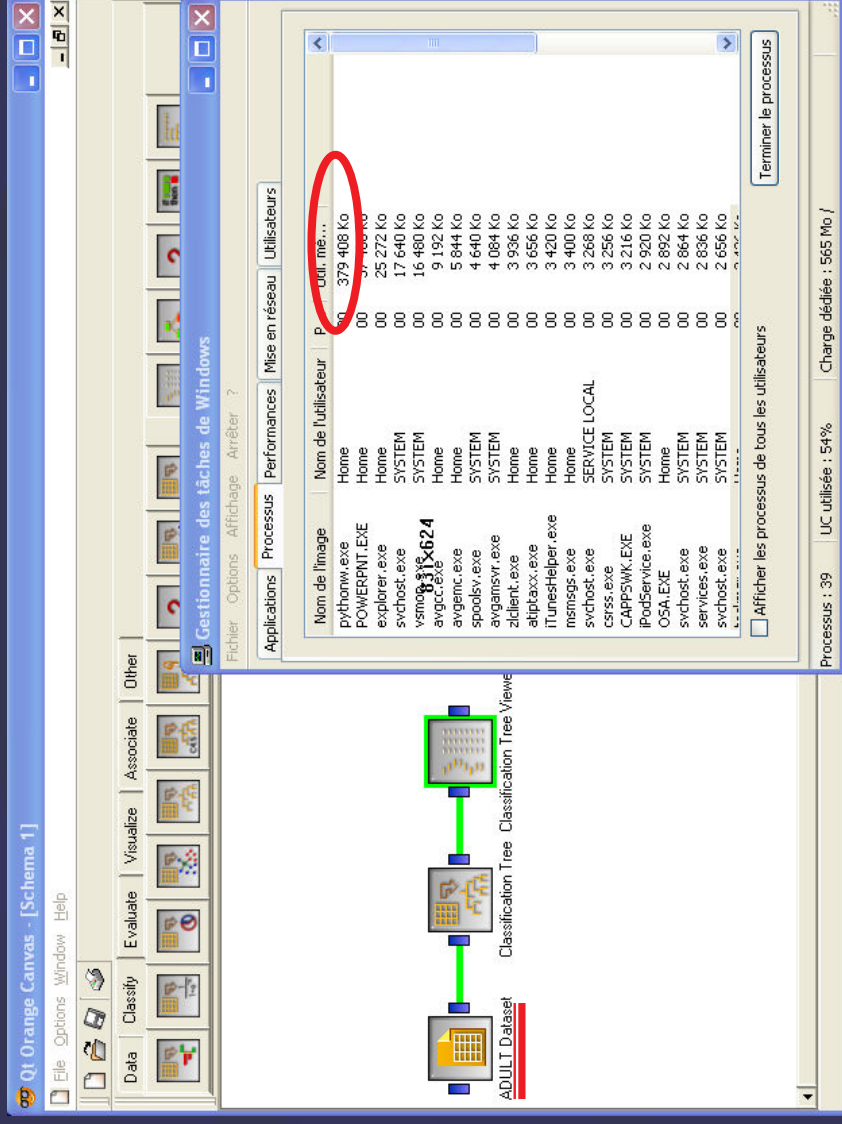 Qt Orange Canvas - [Schema 1]
File Options Window Help
Data Classify Evaluate Visualize Associate Other
ADULT Dataset
Classification Tree
Classification Tree Viewe
Gestionnaire des tâches de Windows
Fichier Options Affichage Arrêter ?
Applications Processus Performances Mise en réseau Utilisateurs
Nom de l'image Nom de l'utilisateur P Util. mé...
pythonw.exe Home 00 379 408 Ko
POWERPNT.EXE Home 00 Ko
explorer.exe Home 00 25 272 Ko
svchost.exe SYSTEM 00 17 640 Ko
SYSTEM 00 16 480 Ko
831x624
avgcc.exe Home 00 9 192 Ko
avgemc.exe Home 00 5 844 Ko
spoolsv.exe SYSTEM 00 4 640 Ko
avgamsvr.exe SYSTEM 00 4 084 Ko
zlclient.exe Home 00 3 936 Ko
atiptaxx.exe Home 00 3 656 Ko
iTunesHelper.exe Home 00 3 420 Ko
msmsgs.exe Home 00 3 400 Ko
svchost.exe SERVICE LOCAL 00 3 268 Ko
csrss.exe SYSTEM 00 3 256 Ko
CAPPSWK.EXE SYSTEM 00 3 216 Ko
iPodService.exe SYSTEM 00 2 920 Ko
OSA.EXE Home 00 2 892 Ko
svchost.exe SYSTEM 00 2 864 Ko
services.exe SYSTEM 00 2 836 Ko
svchost.exe SYSTEM 00 2 656 Ko
Afficher les processus de tous les utilisateurs
Terminer le processus
Processus : 39 UC utilisée : 54% Charge dédiée : 565 Mo /